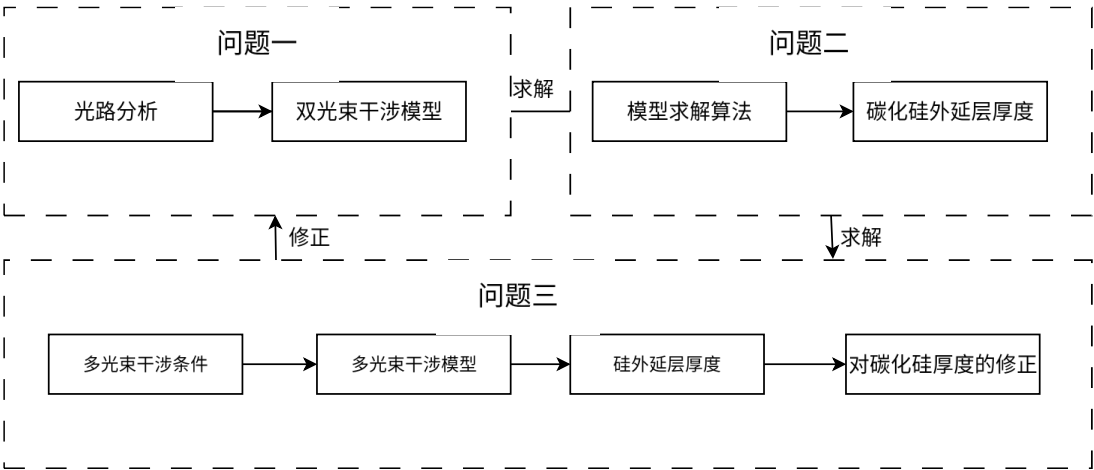 问题一
光路分析
双光束干涉模型
求解
问题二
模型求解算法
碳化硅外延层厚度
修正
求解
问题三
多光束干涉条件
多光束干涉模型
硅外延层厚度
对碳化硅厚度的修正